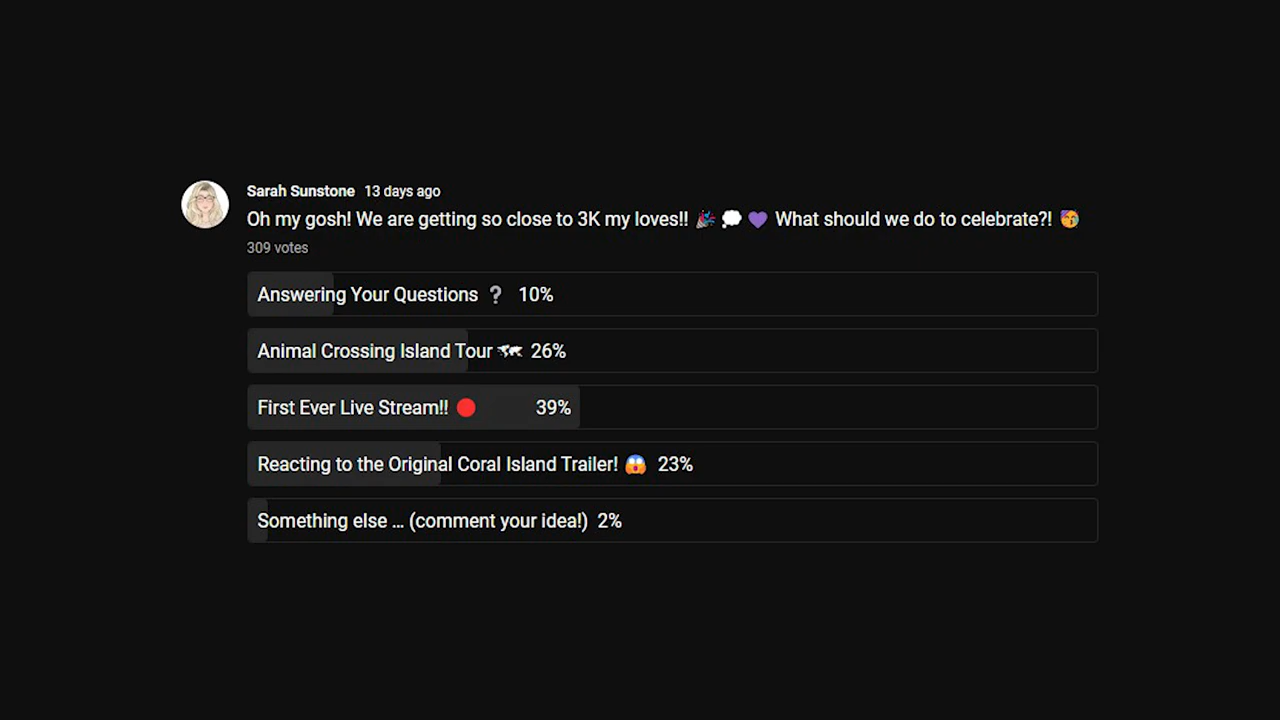 Sarah Sunstone 13 days ago
Oh my gosh! We are getting so close to 3K my loves!! 🎉 💭 💜 What should we do to celebrate?! 🥳
309 votes
Answering Your Questions ❔ 10%
Animal Crossing Island Tour 🗺 26%
First Ever Live Stream!! 🔴 39%
Reacting to the Original Coral Island Trailer! 😱 23%
Something else ... (comment your idea!) 2%